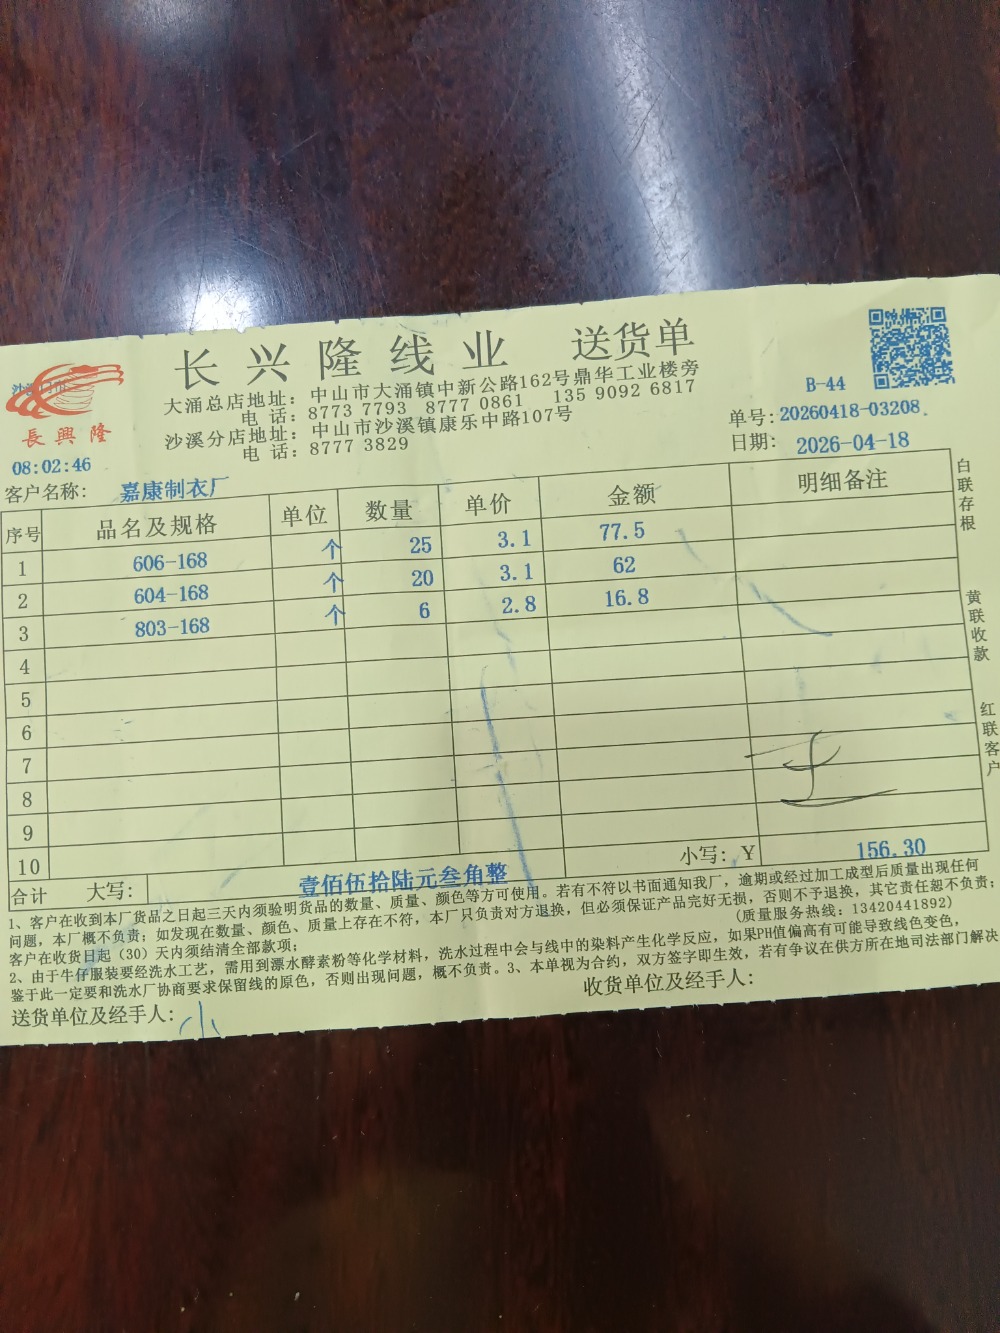 长兴隆线业 送货单
長興隆
大涌总店地址：中山市大涌镇中新公路162号鼎华工业楼旁
电 话：8773 7793 8777 0861 135 9092 6817
沙溪分店地址：中山市沙溪镇康乐中路107号
电 话：8777 3829
B-44
单号：20260418-03208
日期：2026-04-18
08:02:46
客户名称：嘉康制衣厂
序号 品名及规格 单位 数量 单价 金额 明细备注
1 606-168 个 25 3.1 77.5
2 604-168 个 20 3.1 62
3 803-168 个 6 2.8 16.8
4
5
6
7
8
9
10
合计 大写：壹佰伍拾陆元叁角整 小写：Y 156.30
白联存根
黄联收款
红联客户
1、客户在收到本厂货品之日起三天内须验明货品的数量、质量、颜色等方可使用。若有不符以书面通知我厂，逾期或经过加工成型后质量出现任何
问题，本厂概不负责；如发现在数量、颜色、质量上存在不符，本厂只负责对方退换，但必须保证产品完好无损，否则不予退换，其它责任恕不负责；
客户在收货日起（30）天内须结清全部款项； （质量服务热线：13420441892）
2、由于牛仔服装要经洗水工艺，需用到漂水酵素粉等化学材料，洗水过程中会与线中的染料产生化学反应，如果PH值偏高有可能导致线色变色，
鉴于此一定要和洗水厂协商要求保留线的原色，否则出现问题，概不负责。3、本单视为合约，双方签字即生效，若有争议在供方所在地司法部门解决
送货单位及经手人：小 收货单位及经手人：